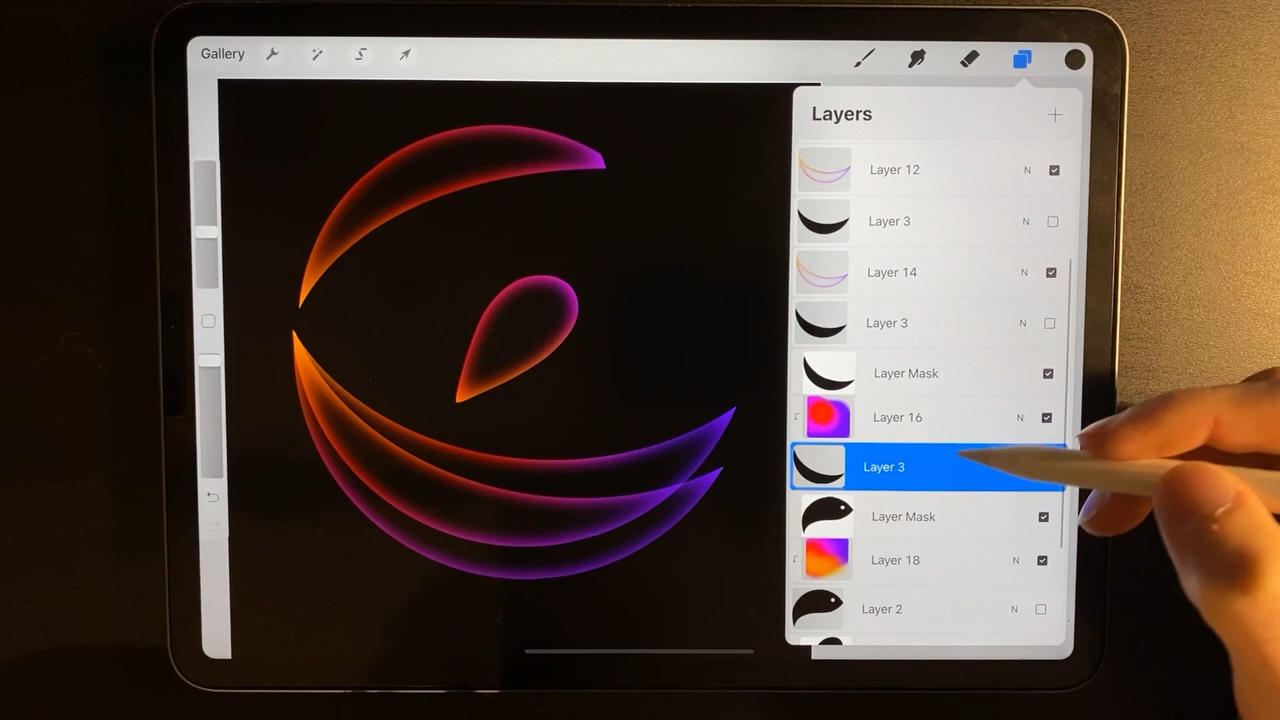 Gallery
Layers
Layer 12 N
Layer 3 N
Layer 14 N
Layer 3 N
Layer Mask
Layer 16 N
Layer 3
Layer Mask
Layer 18 N
Layer 2 N